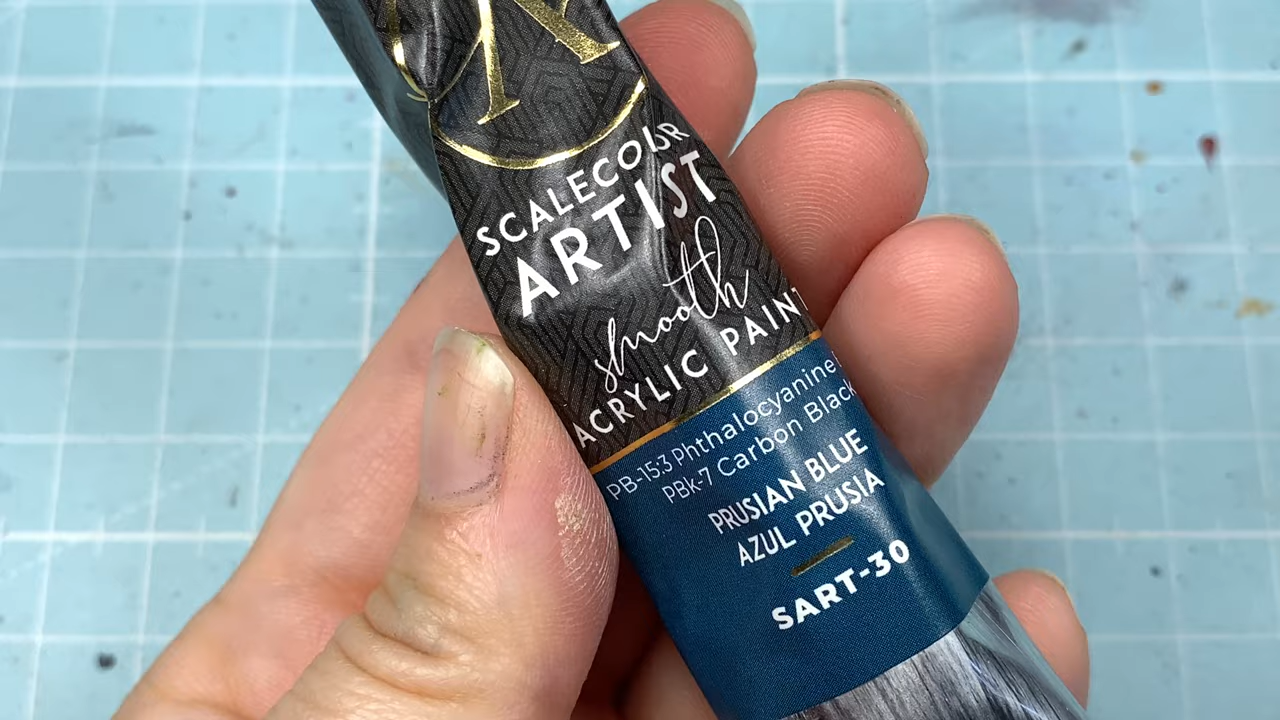 SCALECOLOR
ARTIST
smooth
ACRYLIC PAINT
PB-15:3 Phthalocyanine
PBk-7 Carbon Black
PRUSIAN BLUE
AZUL PRUSIA
SART-30